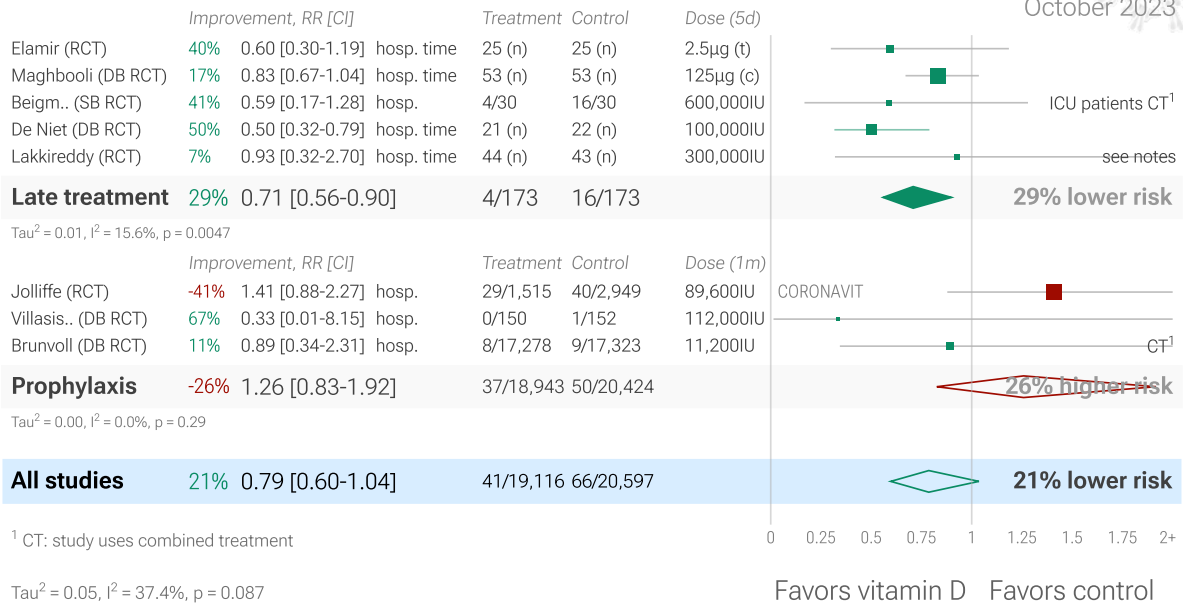 October 2023
Improvement, RR [CI] Treatment Control Dose (5d)
Elamir (RCT) 40% 0.60 [0.30-1.19] hosp. time 25 (n) 25 (n) 2.5µg (t)
Maghbooli (DB RCT) 17% 0.83 [0.67-1.04] hosp. time 53 (n) 53 (n) 125µg (c)
Beigm.. (SB RCT) 41% 0.59 [0.17-1.28] hosp. 4/30 16/30 600,000IU ICU patients CT¹
De Niet (DB RCT) 50% 0.50 [0.32-0.79] hosp. time 21 (n) 22 (n) 100,000IU
Lakkireddy (RCT) 7% 0.93 [0.32-2.70] hosp. time 44 (n) 43 (n) 300,000IU see notes
Late treatment 29% 0.71 [0.56-0.90] 4/173 16/173 29% lower risk
Tau² = 0.01, I² = 15.6%, p = 0.0047
Improvement, RR [CI] Treatment Control Dose (1m)
Jolliffe (RCT) -41% 1.41 [0.88-2.27] hosp. 29/1,515 40/2,949 89,600IU CORONAVIT
Villasis.. (DB RCT) 67% 0.33 [0.01-8.15] hosp. 0/150 1/152 112,000IU
Brunvoll (DB RCT) 11% 0.89 [0.34-2.31] hosp. 8/17,278 9/17,323 11,200IU CT¹
Prophylaxis -26% 1.26 [0.83-1.92] 37/18,943 50/20,424 26% higher risk
Tau² = 0.00, I² = 0.0%, p = 0.29
All studies 21% 0.79 [0.60-1.04] 41/19,116 66/20,597 21% lower risk
¹ CT: study uses combined treatment 0 0.25 0.5 0.75 1 1.25 1.5 1.75 2+
Tau² = 0.05, I² = 37.4%, p = 0.087 Favors vitamin D Favors control